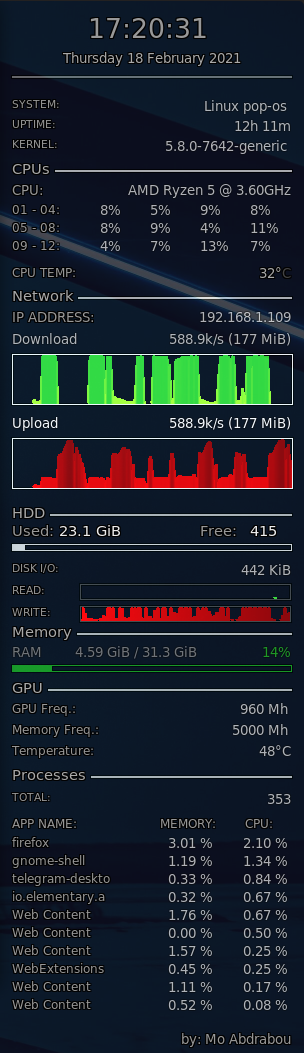 17:20:31
Thursday 18 February 2021
SYSTEM: Linux pop-os
UPTIME: 12h 11m
KERNEL: 5.8.0-7642-generic
CPUs
CPU: AMD Ryzen 5 @ 3.60GHz
01 - 04: 8% 5% 9% 8%
05 - 08: 8% 9% 4% 11%
09 - 12: 4% 7% 13% 7%
CPU TEMP: 32°C
Network
IP ADDRESS: 192.168.1.109
Download 588.9k/s (177 MiB)
Upload 588.9k/s (177 MiB)
HDD
Used: 23.1 GiB Free: 415
DISK I/O: 442 KiB
READ:
WRITE:
Memory
RAM 4.59 GiB / 31.3 GiB 14%
GPU
GPU Freq.: 960 Mh
Memory Freq.: 5000 Mh
Temperature: 48°C
Processes
TOTAL: 353
APP NAME: MEMORY: CPU:
firefox 3.01 % 2.10 %
gnome-shell 1.19 % 1.34 %
telegram-deskto 0.33 % 0.84 %
io.elementary.a 0.32 % 0.67 %
Web Content 1.76 % 0.67 %
Web Content 0.00 % 0.50 %
Web Content 1.57 % 0.25 %
WebExtensions 0.45 % 0.25 %
Web Content 1.11 % 0.17 %
Web Content 0.52 % 0.08 %
by: Mo Abdrabou